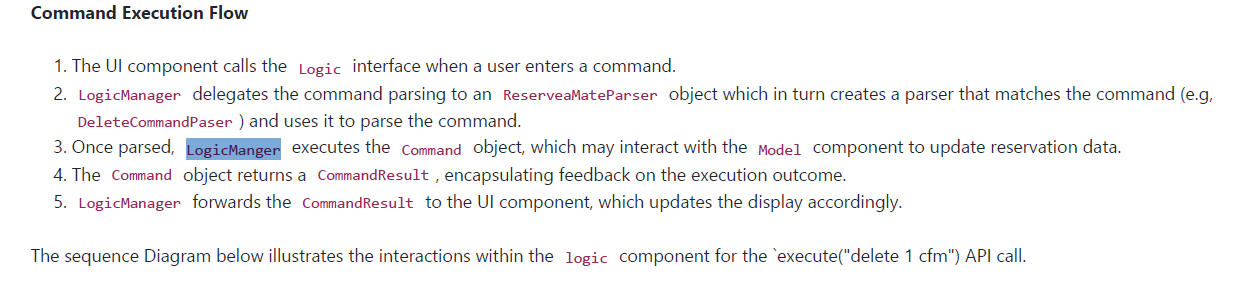 Command Execution Flow
1. The UI component calls the Logic interface when a user enters a command.
2. LogicManager delegates the command parsing to an ReserveaMateParser object which in turn creates a parser that matches the command (e.g,
DeleteCommandPaser ) and uses it to parse the command.
3. Once parsed, LogicManger executes the Command object, which may interact with the Model component to update reservation data.
4. The Command object returns a CommandResult , encapsulating feedback on the execution outcome.
5. LogicManager forwards the CommandResult to the UI component, which updates the display accordingly.
The sequence Diagram below illustrates the interactions within the logic component for the `execute("delete 1 cfm") API call.